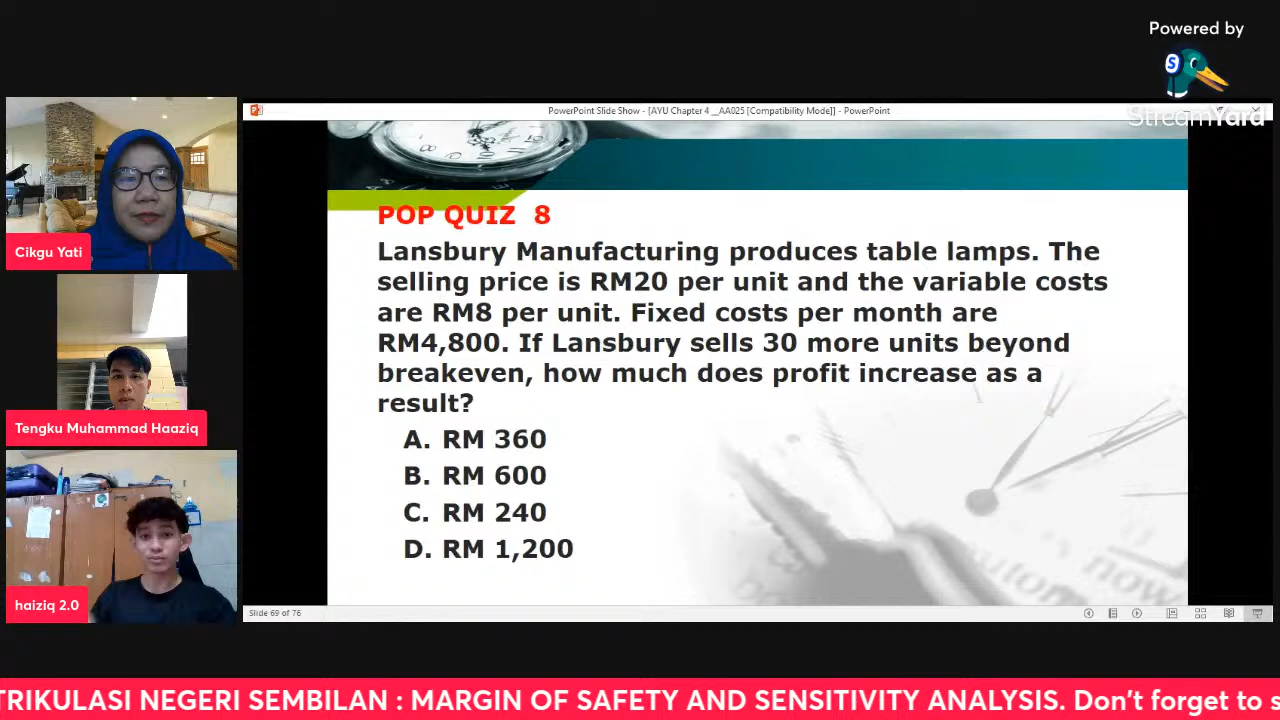 Powered by
StreamYard
PowerPoint Slide Show - [AYU Chapter 4 __AA025 [Compatibility Mode]] - PowerPoint
Cikgu Yati
Tengku Muhammad Haaziq
haiziq 2.0
POP QUIZ 8
Lansbury Manufacturing produces table lamps. The
selling price is RM20 per unit and the variable costs
are RM8 per unit. Fixed costs per month are
RM4,800. If Lansbury sells 30 more units beyond
breakeven, how much does profit increase as a
result?
A. RM 360
B. RM 600
C. RM 240
D. RM 1,200
Slide 69 of 76
TRIKULASI NEGERI SEMBILAN : MARGIN OF SAFETY AND SENSITIVITY ANALYSIS. Don't forget to s